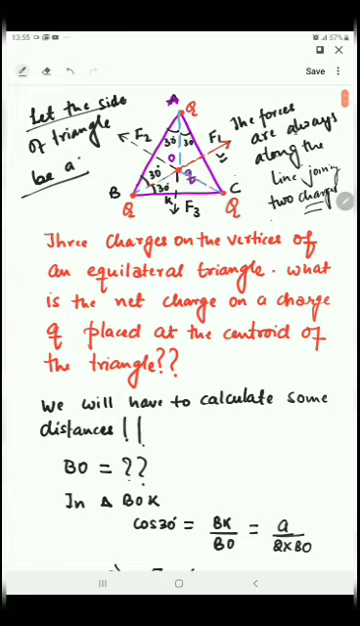 13:55
57%
Save
Let the side
of triangle
be a.
A
Q
F2
30 30
F1
O
q
30°
30°
B
K
C
Q
F3
Q
The forces
are always
along the
line joining
two charges
Three charges on the vertices of
an equilateral triangle. What
is the net charge on a charge
q placed at the centroid of
the triangle??
We will have to calculate some
distances !!
BO = ??
In Δ BOK
cos30° = BK/BO = a/2×BO